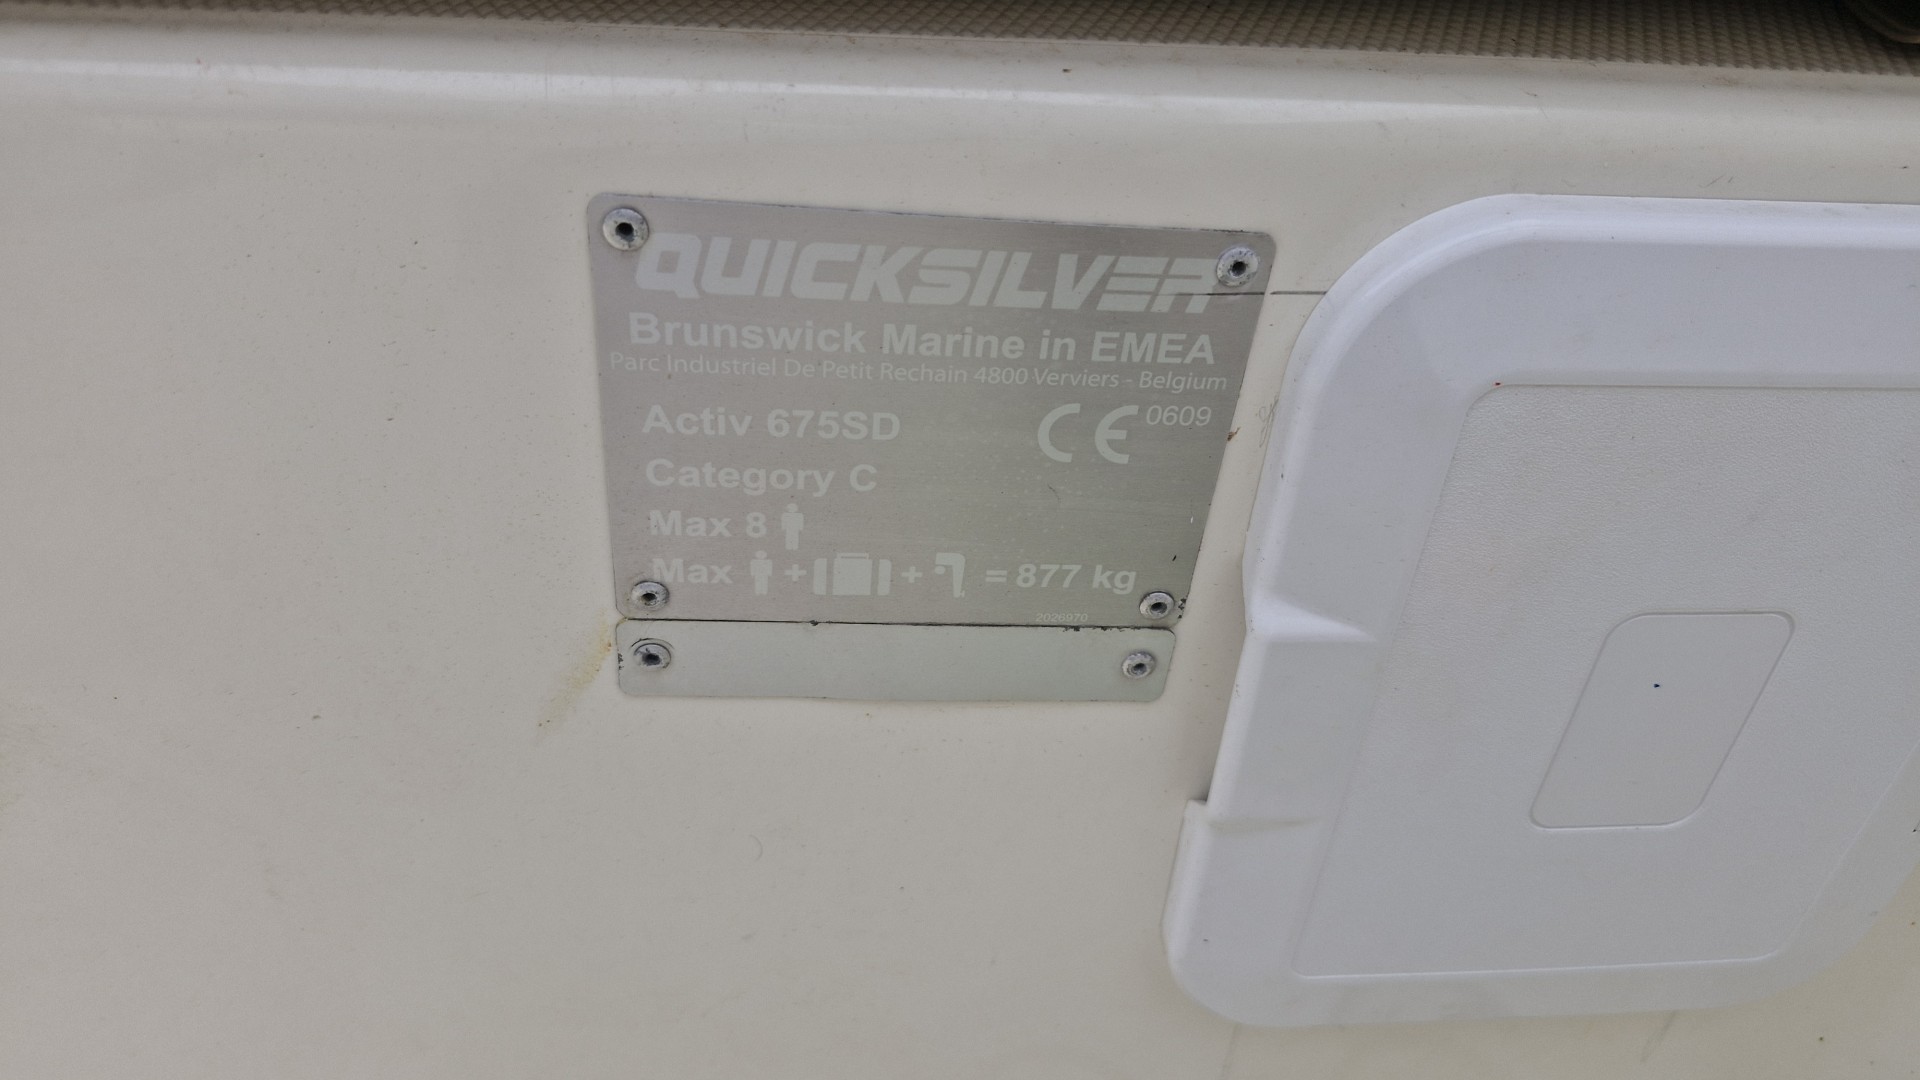 QUICKSILVER
Brunswick Marine in EMEA
Parc Industriel De Petit Rechain 4800 Verviers - Belgium
Activ 675SD CE 0609
Category C
Max 8
Max + + = 877 kg
2026970